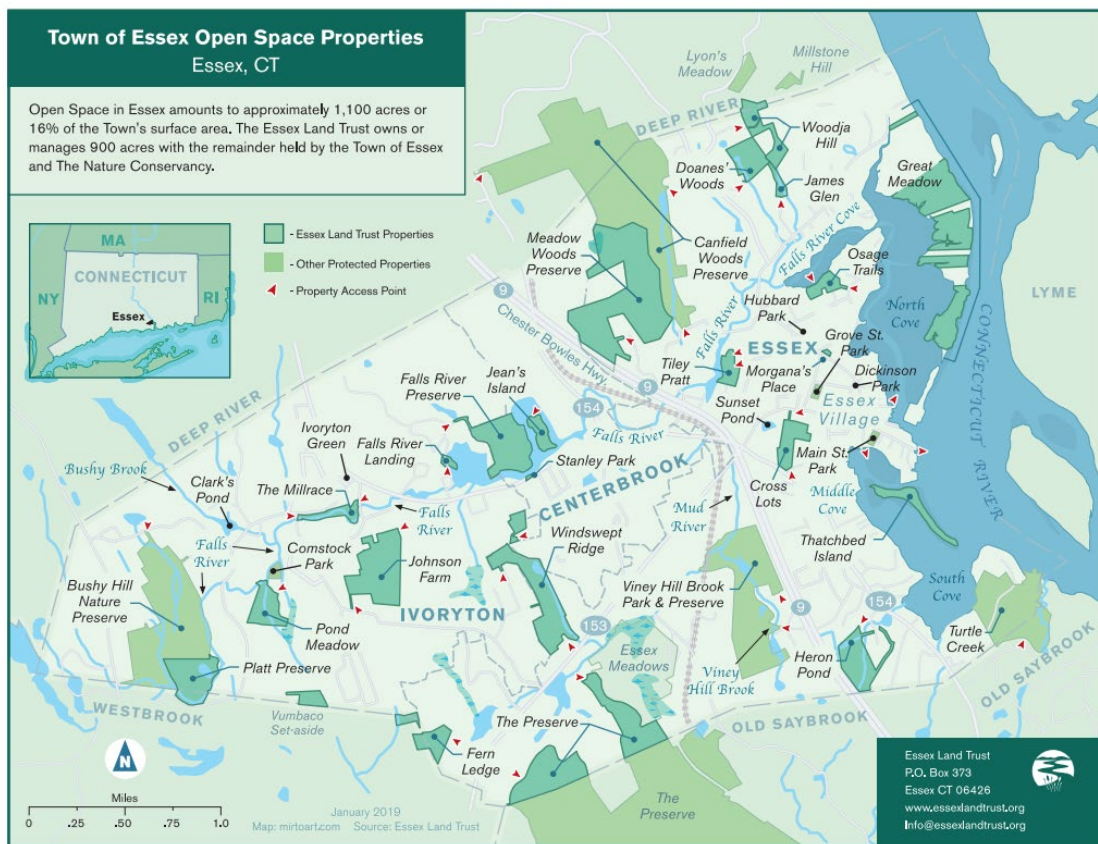 Town of Essex Open Space Properties
Essex, CT
Open Space in Essex amounts to approximately 1,100 acres or
16% of the Town's surface area. The Essex Land Trust owns or
manages 900 acres with the remainder held by the Town of Essex
and The Nature Conservancy.
MA
CONNECTICUT
NY
RI
Essex
- Essex Land Trust Properties
- Other Protected Properties
- Property Access Point
Lyon's
Meadow
Millstone
Hill
DEEP RIVER
Woodja
Hill
Doanes'
Woods
James
Glen
Great
Meadow
Meadow
Woods
Preserve
Canfield
Woods
Preserve
Falls River Cove
Osage
Trails
LYME
9
Chester Bowles Hwy.
Falls River
Hubbard
Park
North
Cove
CONNECTICUT RIVER
ESSEX
Grove St.
Park
Tiley
Pratt
Morgana's
Place
Dickinson
Park
Falls River
Preserve
Jean's
Island
9
154
Sunset
Pond
Essex
Village
DEEP RIVER
Ivoryton
Green
Falls River
Landing
Falls River
Stanley Park
Main St.
Park
Bushy Brook
Clark's
Pond
The Millrace
CENTERBROOK
Cross
Lots
Middle
Cove
Falls
River
Mud
River
Thatchbed
Island
Falls
River
Comstock
Park
Windswept
Ridge
Johnson
Farm
Bushy Hill
Nature
Preserve
Viney Hill Brook
Park & Preserve
IVORYTON
South
Cove
9
154
Pond
Meadow
153
Turtle
Creek
Platt Preserve
Essex
Meadows
Heron
Pond
Viney
Hill Brook
WESTBROOK
Vumbaco
Set-aside
The Preserve
OLD SAYBROOK
OLD SAYBROOK
Fern
Ledge
The
Preserve
N
Miles
0 .25 .50 .75 1.0
January 2019
Map: mirtoart.com Source: Essex Land Trust
Essex Land Trust
P.O. Box 373
Essex CT 06426
www.essexlandtrust.org
Info@essexlandtrust.org